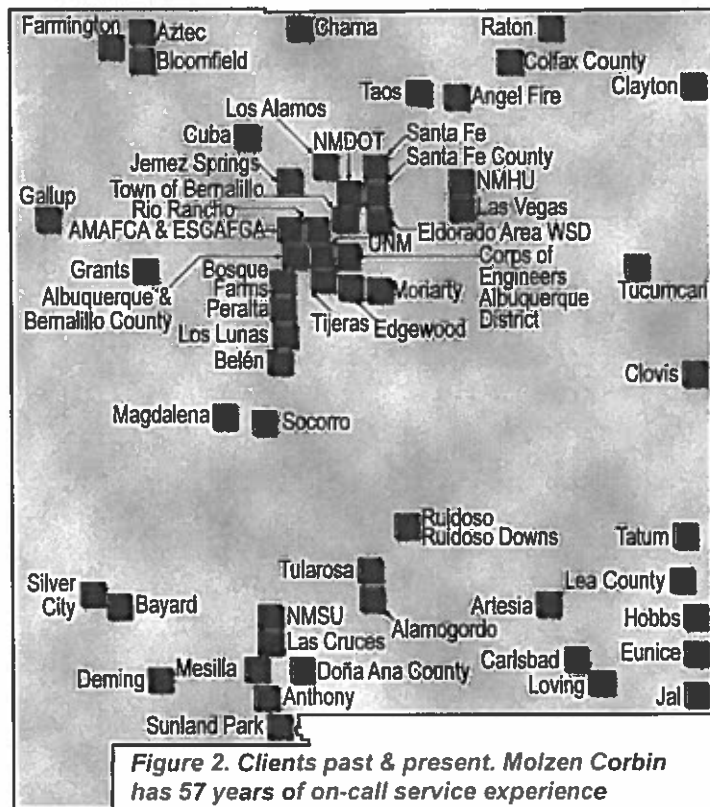 Farmington
Aztec
Bloomfield
Chama
Raton
Colfax County
Clayton
Taos
Angel Fire
Los Alamos
Cuba
NMDOT
Santa Fe
Santa Fe County
Jemez Springs
Town of Bernalillo
NMHU
Las Vegas
Gallup
Rio Rancho
AMAFCA & ESCAFCA
UNM
Eldorado Area WSD
Grants
Albuquerque &
Bernalillo County
Bosque
Farms
Peralta
Los Lunas
Belén
Tijeras
Edgewood
Moriarty
Corps of
Engineers
Albuquerque
District
Tucumcari
Clovis
Magdalena
Socorro
Ruidoso
Ruidoso Downs
Tatum
Tularosa
Lea County
Silver
City
Bayard
NMSU
Las Cruces
Alamogordo
Artesia
Hobbs
Deming
Mesilla
Doña Ana County
Carlsbad
Loving
Eunice
Anthony
Jal
Sunland Park
Figure 2. Clients past & present. Molzen Corbin
has 57 years of on-call service experience